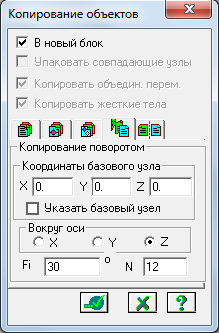 Копирование объектов
В новый блок
Упаковать совпадающие узлы
Копировать объедин. перем.
Копировать жесткие тела
Копирование поворотом
Координаты базового узла
X 0. Y 0. Z 0.
Указать базовый узел
Вокруг оси
X Y Z
Fi 30 o N 12
?